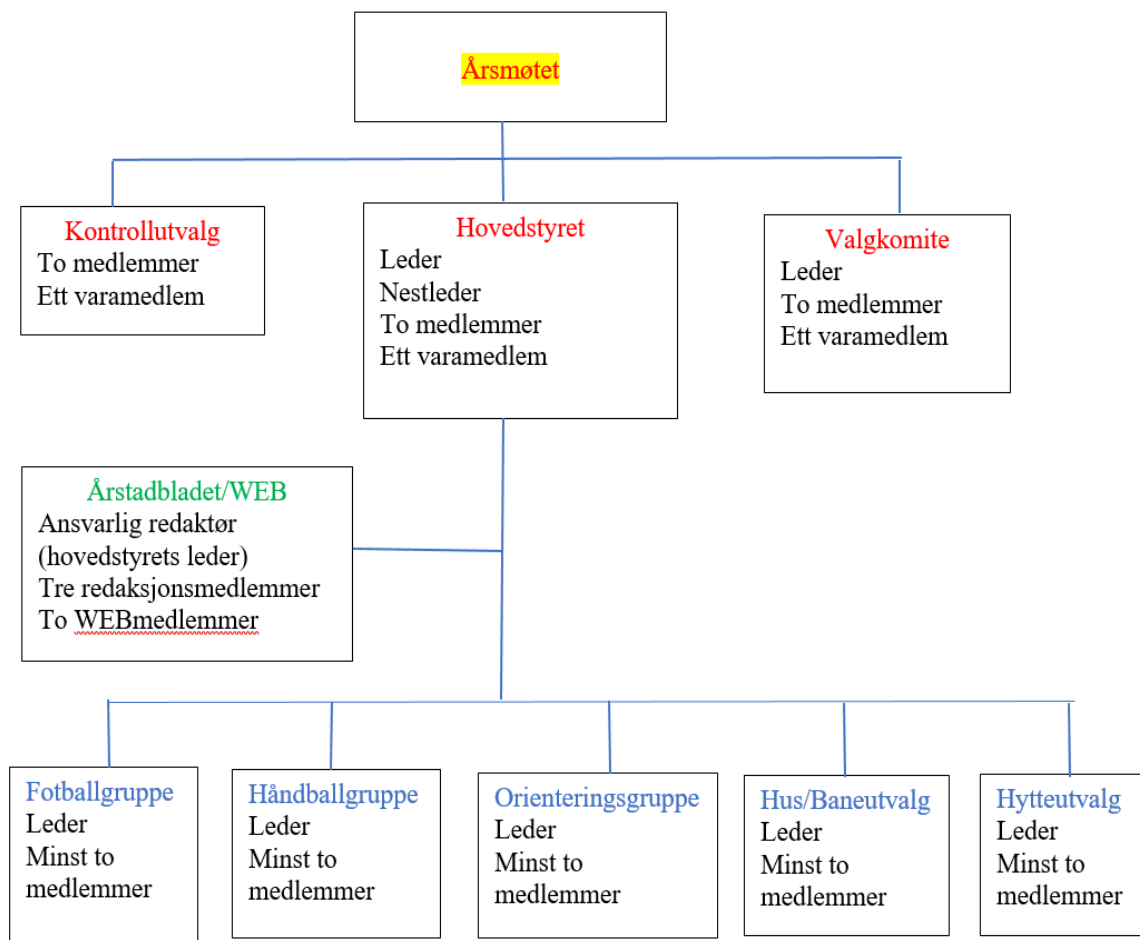 Årsmøtet
Kontrollutvalg
To medlemmer
Ett varamedlem
Hovedstyret
Leder
Nestleder
To medlemmer
Ett varamedlem
Valgkomite
Leder
To medlemmer
Ett varamedlem
Årstadbladet/WEB
Ansvarlig redaktør
(hovedstyrets leder)
Tre redaksjonsmedlemmer
To WEBmedlemmer
Fotballgruppe
Leder
Minst to
medlemmer
Håndballgruppe
Leder
Minst to
medlemmer
Orienteringsgruppe
Leder
Minst to
medlemmer
Hus/Baneutvalg
Leder
Minst to
medlemmer
Hytteutvalg
Leder
Minst to
medlemmer